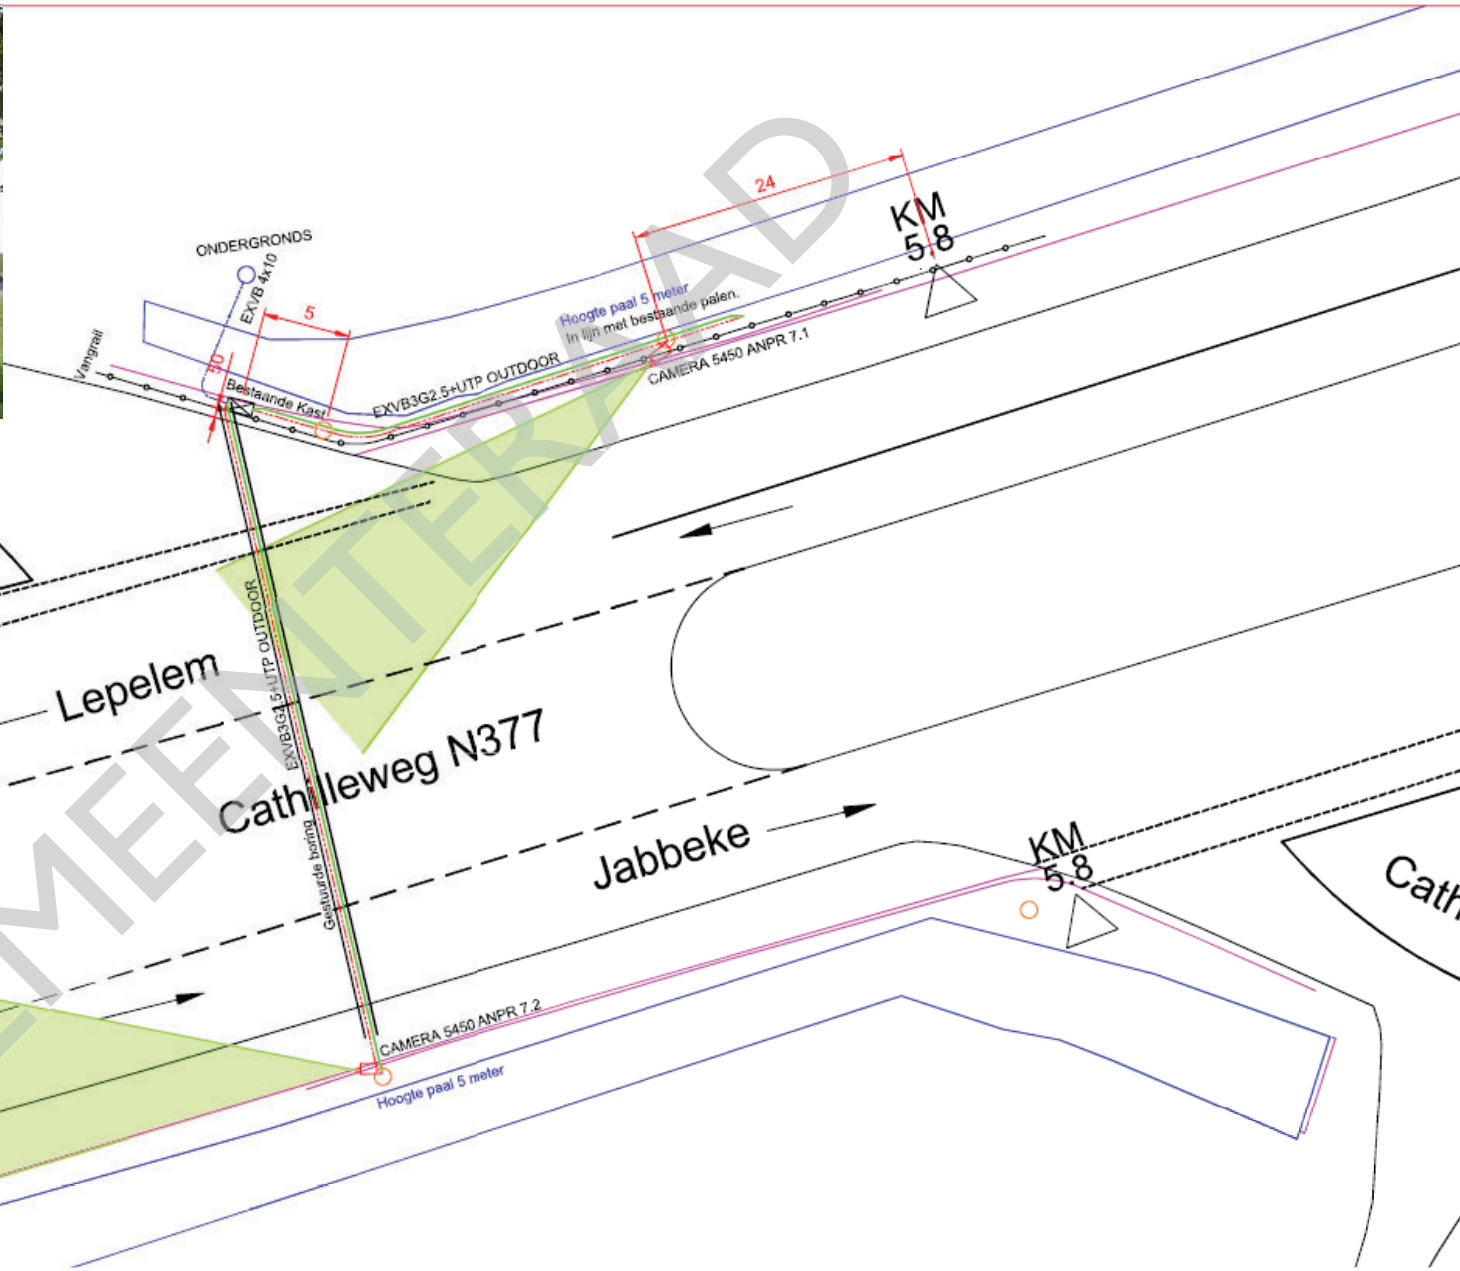 24
KM
5.8
ONDERGRONDS
EXVB 4x10
5
Hoogte paal 5 meter
In lijn met bestaande palen.
Vangrail
50
Bestaande Kast
EXVB3G2.5+UTP OUTDOOR
CAMERA 5450 ANPR 7.1
EXVB3G2.5+UTP OUTDOOR
Lepelem
Cathilleweg N377
Jabbeke
KM
5.8
Cath
Gestuurde boring
CAMERA 5450 ANPR 7.2
Hoogte paal 5 meter
EMEENTERAAD